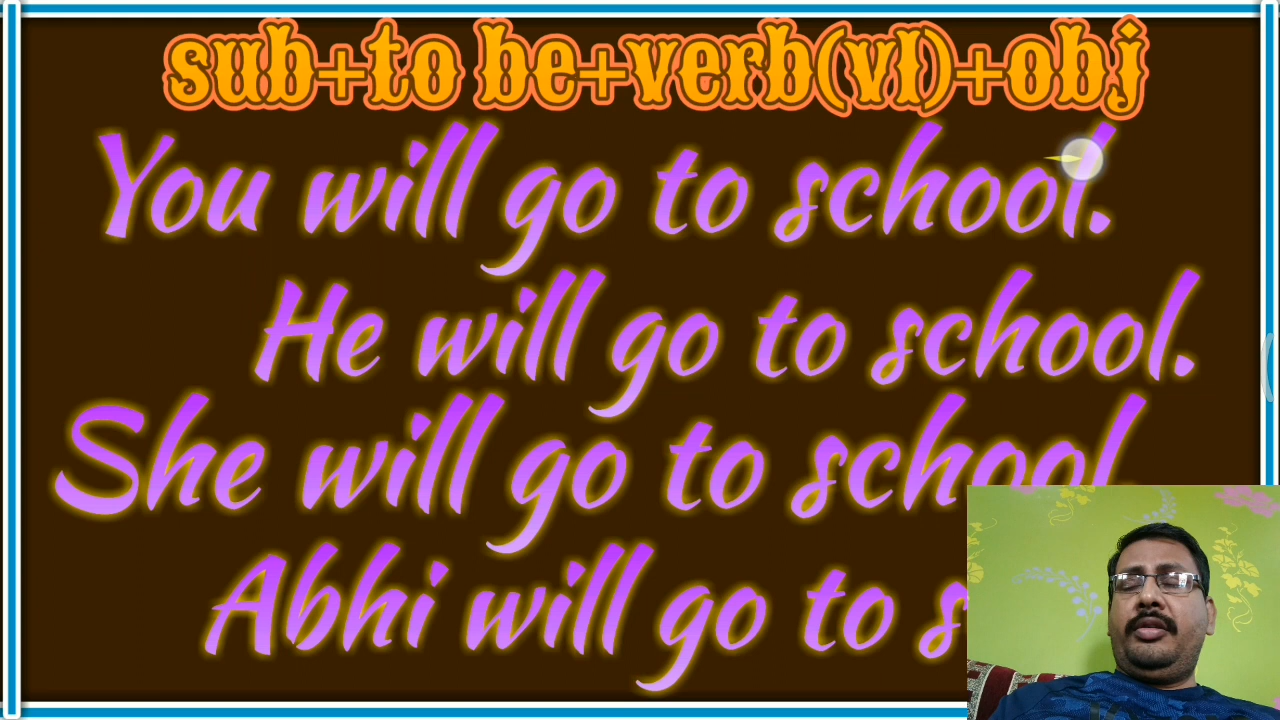 sub+to be+verb(v1)+obj
You will go to school.
He will go to school.
She will go to school.
Abhi will go to s